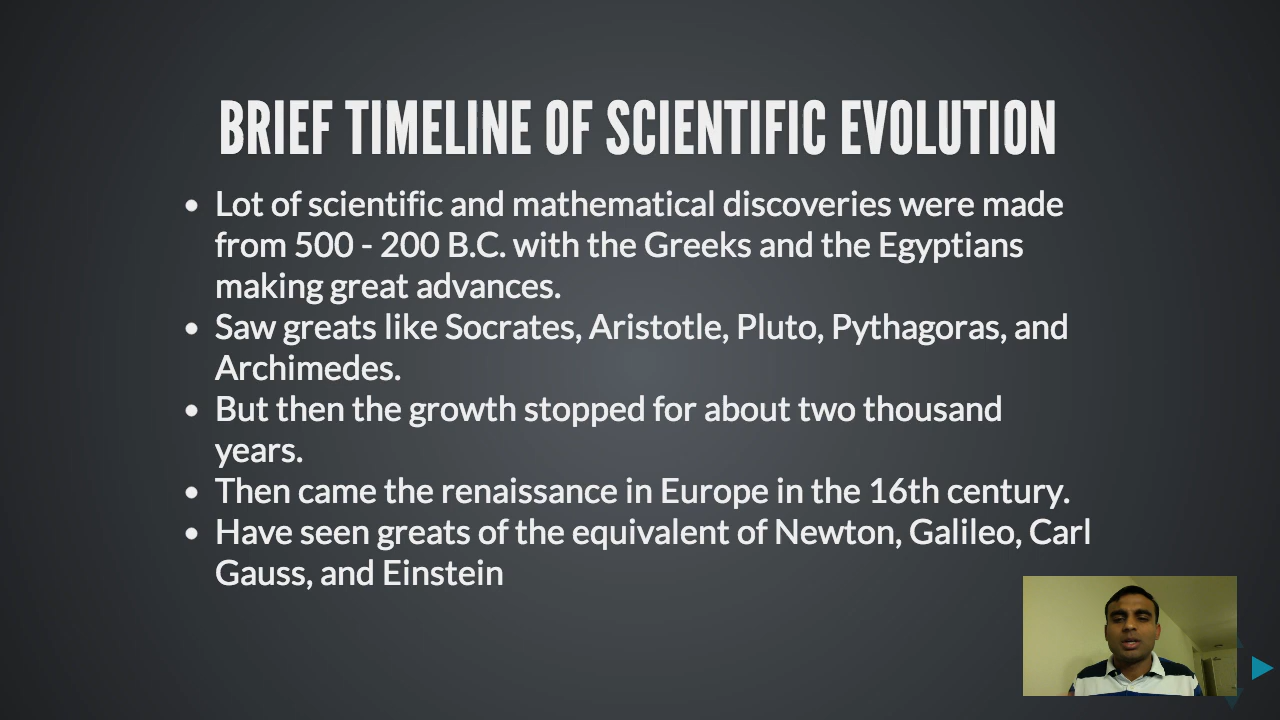 BRIEF TIMELINE OF SCIENTIFIC EVOLUTION
• Lot of scientific and mathematical discoveries were made
from 500 - 200 B.C. with the Greeks and the Egyptians
making great advances.
• Saw greats like Socrates, Aristotle, Pluto, Pythagoras, and
Archimedes.
• But then the growth stopped for about two thousand
years.
• Then came the renaissance in Europe in the 16th century.
• Have seen greats of the equivalent of Newton, Galileo, Carl
Gauss, and Einstein